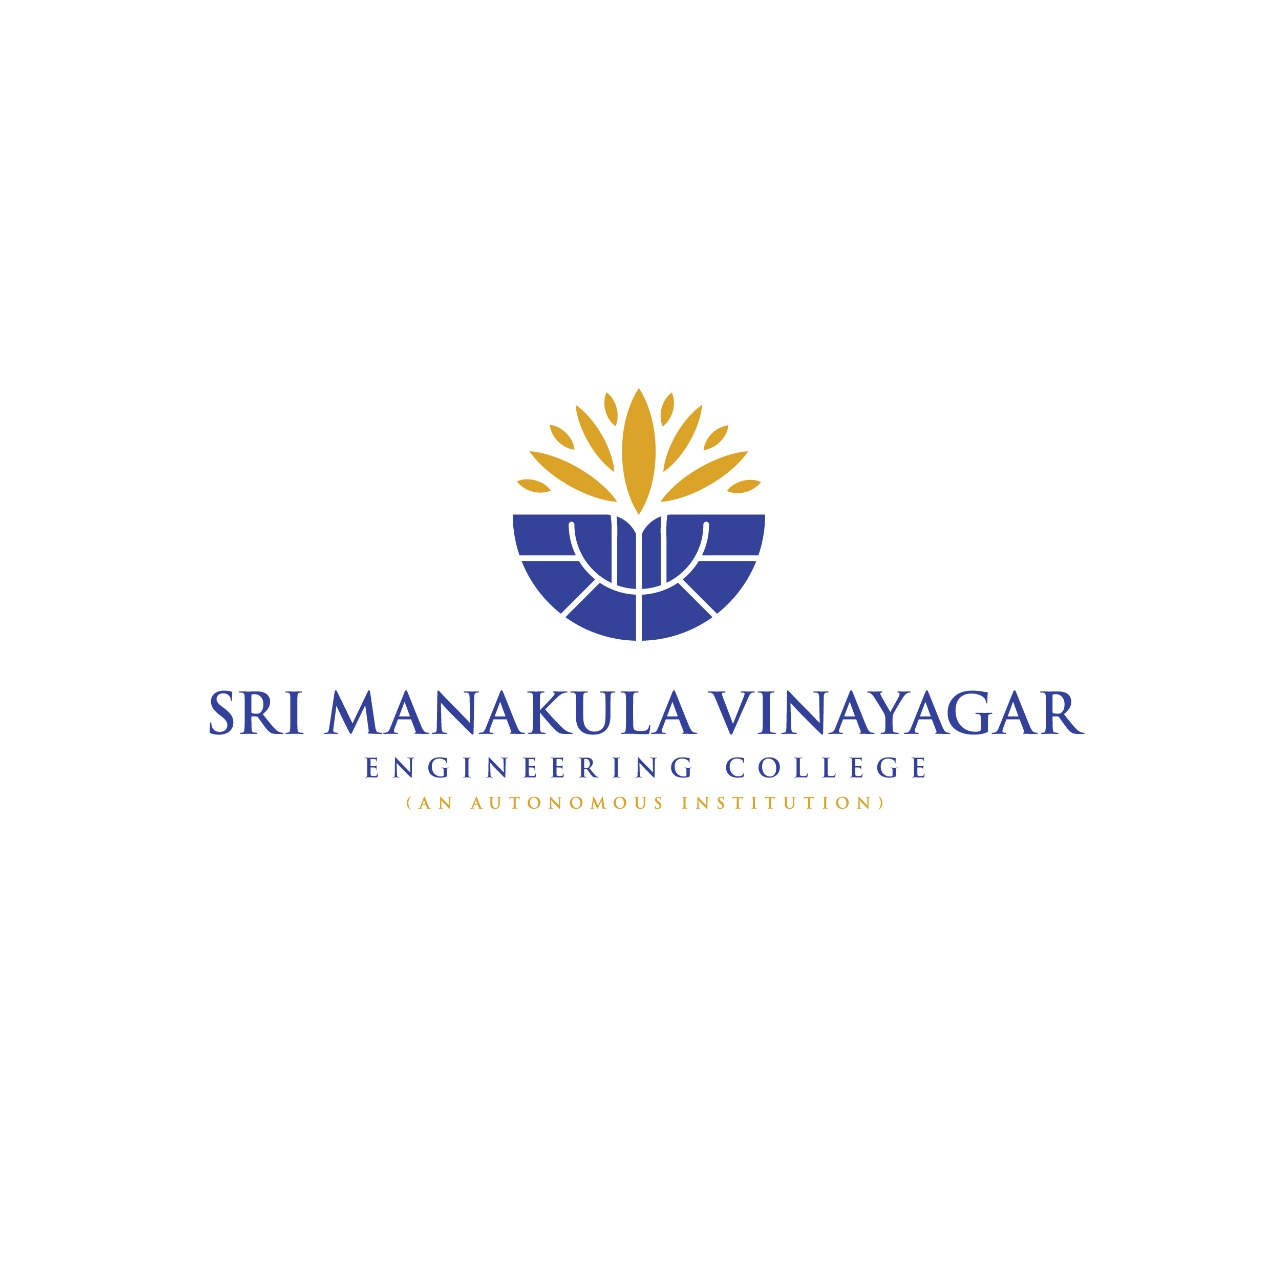 SRI MANAKULA VINAYAGAR
ENGINEERING COLLEGE
(AN AUTONOMOUS INSTITUTION)